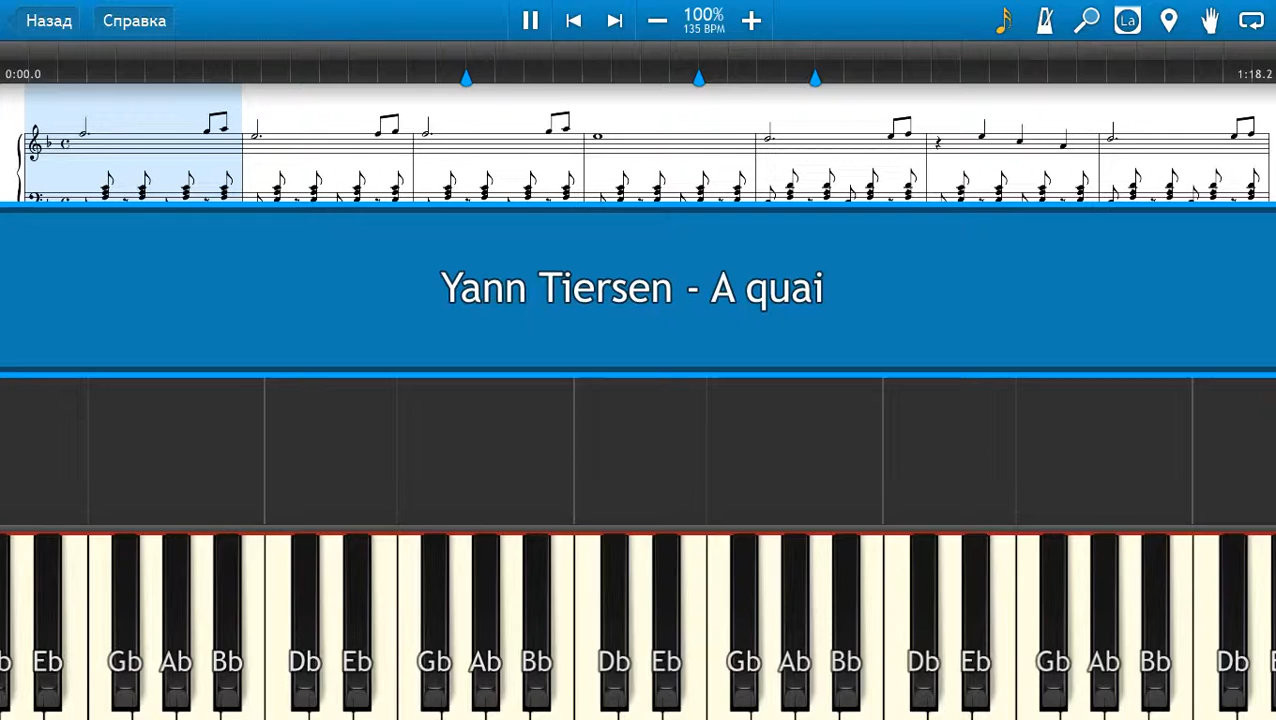 Назад Справка 100% La
135 BPM
0:00.0 1:18.2
Yann Tiersen - A quai
b Eb Gb Ab Bb Db Eb Gb Ab Bb Db Eb Gb Ab Bb Db Eb Gb Ab Bb Db E